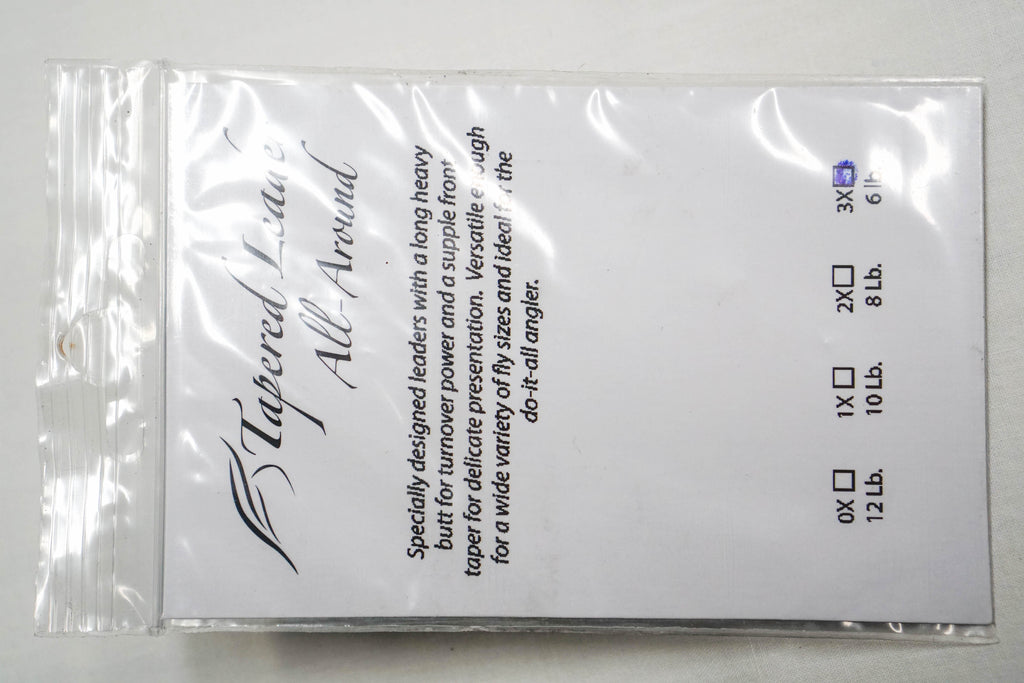 Tapered Leader
All-Around
Specially designed leaders with a long heavy
butt for turnover power and a supple front
taper for delicate presentation. Versatile enough
for a wide variety of fly sizes and ideal for the
do-it-all angler.
0X 1X 2X 3X
12 Lb. 10 Lb. 8 Lb. 6 lb